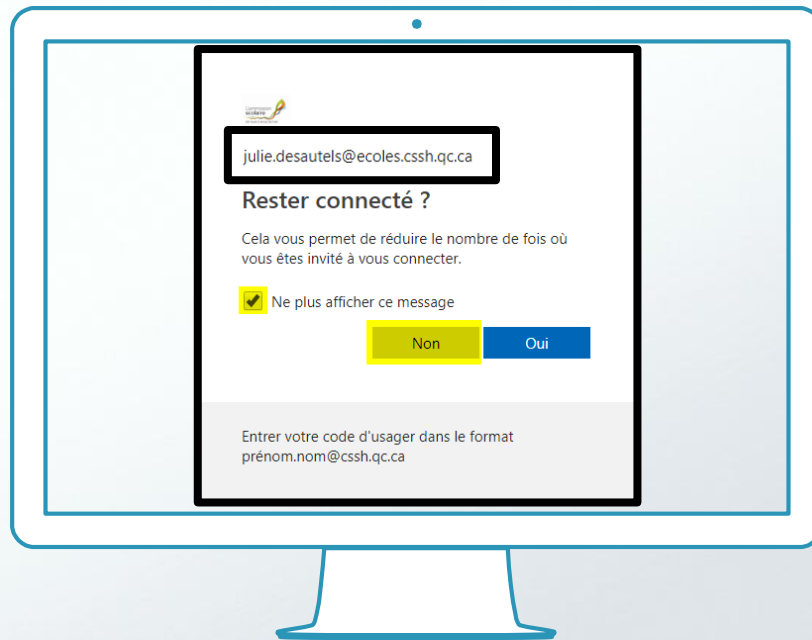 julie.desautels@ecoles.cssh.qc.ca
Rester connecté ?
Cela vous permet de réduire le nombre de fois où
vous êtes invité à vous connecter.
Ne plus afficher ce message
Non Oui
Entrer votre code d'usager dans le format
prénom.nom@cssh.qc.ca